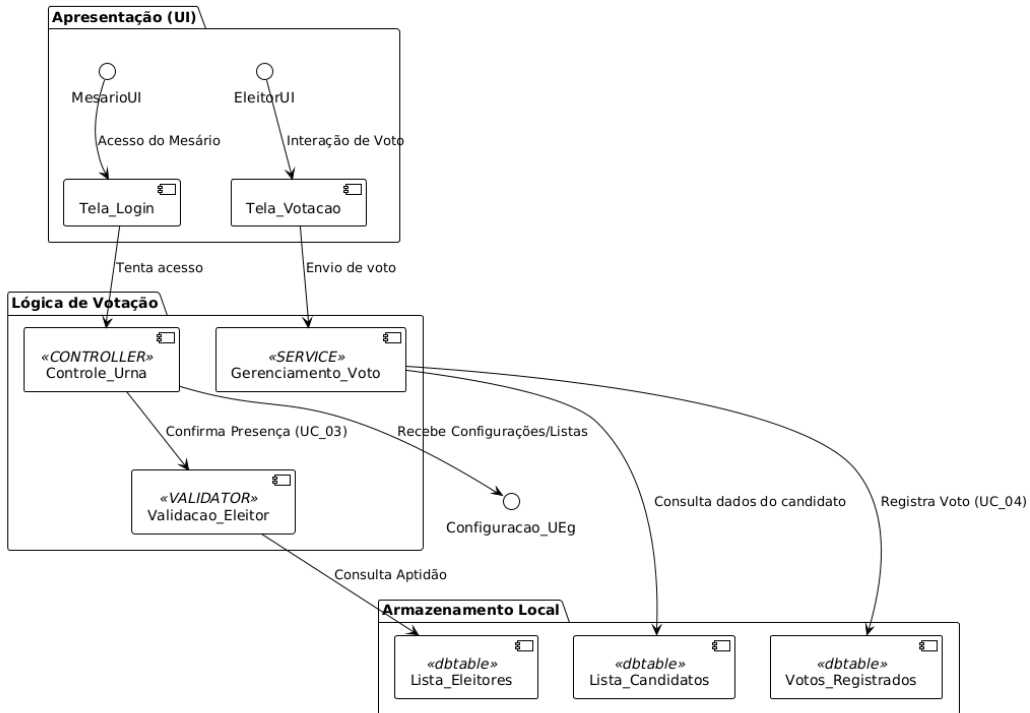 Apresentação (UI)
MesarioUI
EleitorUI
Acesso do Mesário
Interação de Voto
Tela_Login
Tela_Votacao
Tenta acesso
Envio de voto
Lógica de Votação
«CONTROLLER»
Controle_Urna
«SERVICE»
Gerenciamento_Voto
Confirma Presença (UC_03)
Recebe Configurações/Listas
«VALIDATOR»
Validacao_Eleitor
Configuracao_UEg
Consulta dados do candidato
Registra Voto (UC_04)
Consulta Aptidão
Armazenamento Local
«dbtable»
Lista_Eleitores
«dbtable»
Lista_Candidatos
«dbtable»
Votos_Registrados